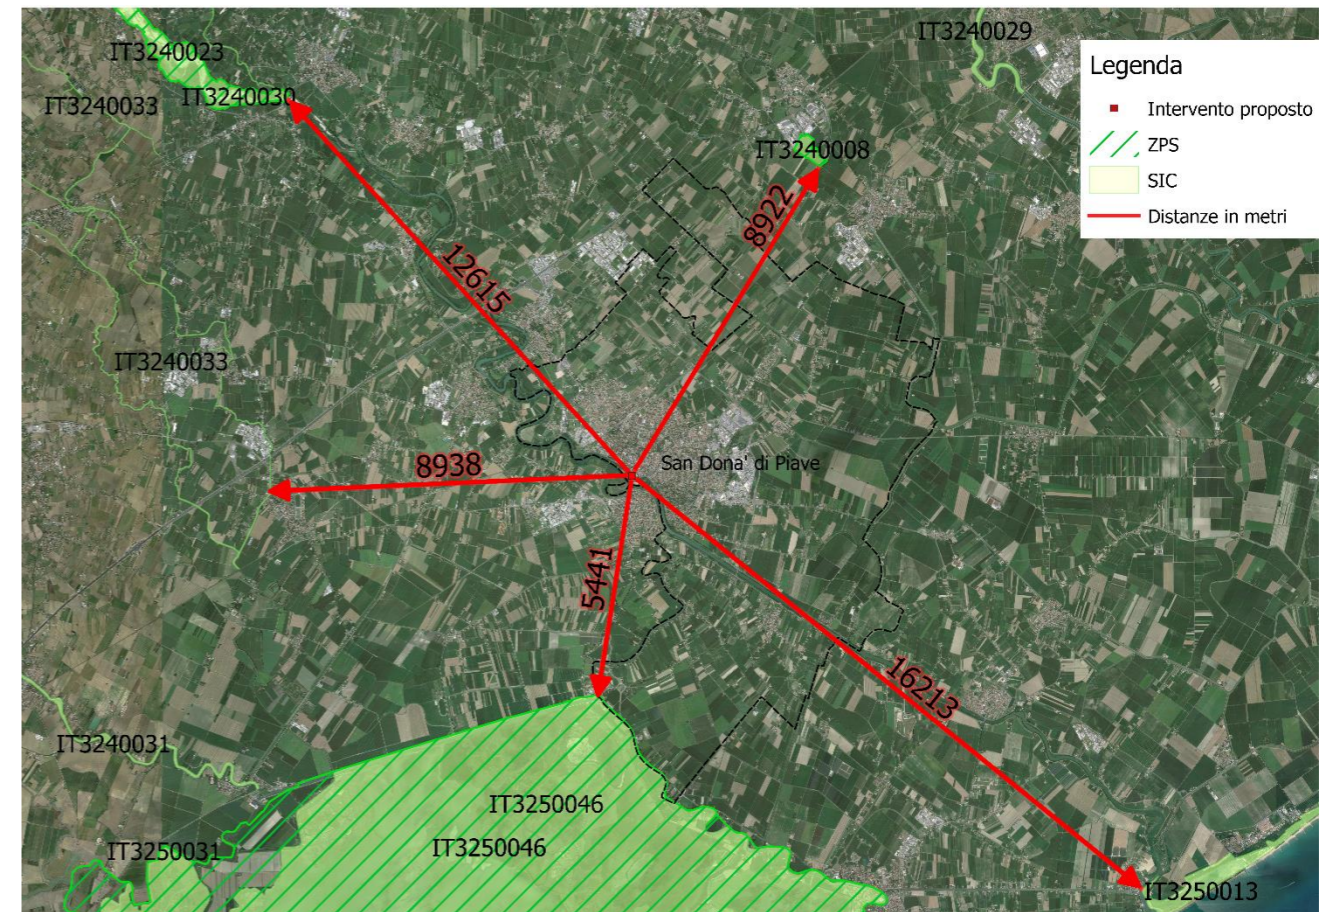 IT3240029
IT3240023
IT3240030
IT3240033
IT3240008
Legenda
Intervento proposto
ZPS
SIC
Distanze in metri
8922
12615
IT3240033
San Dona' di Piave
8938
5441
16213
IT3240031
IT3250046
IT3250046
IT3250031
IT3250013